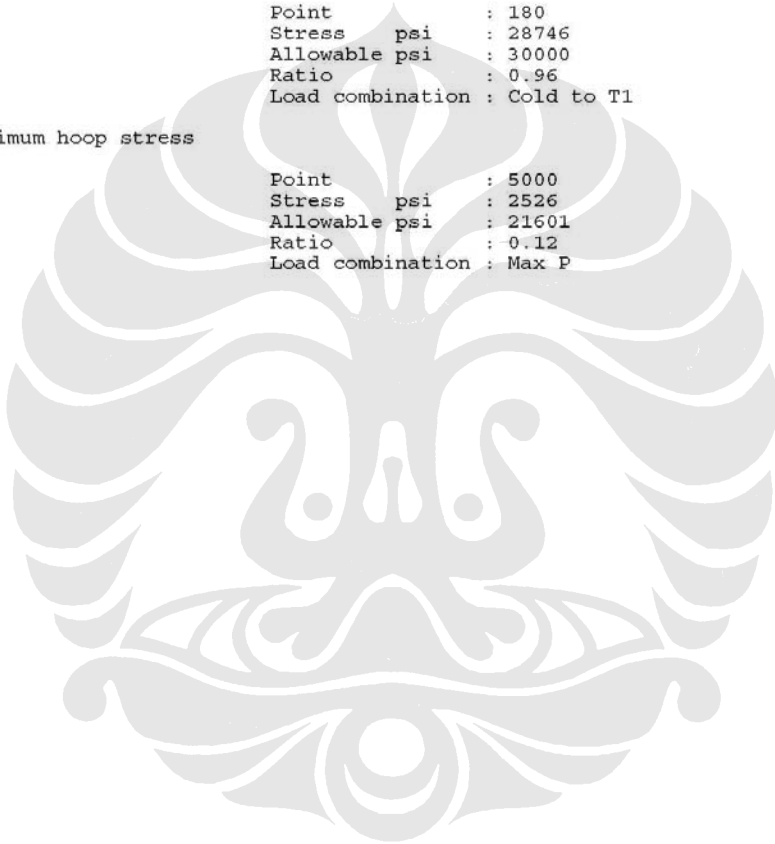 Point : 180
Stress psi : 28746
Allowable psi : 30000
Ratio : 0.96
Load combination : Cold to T1
imum hoop stress
Point : 5000
Stress psi : 2526
Allowable psi : 21601
Ratio : 0.12
Load combination : Max P